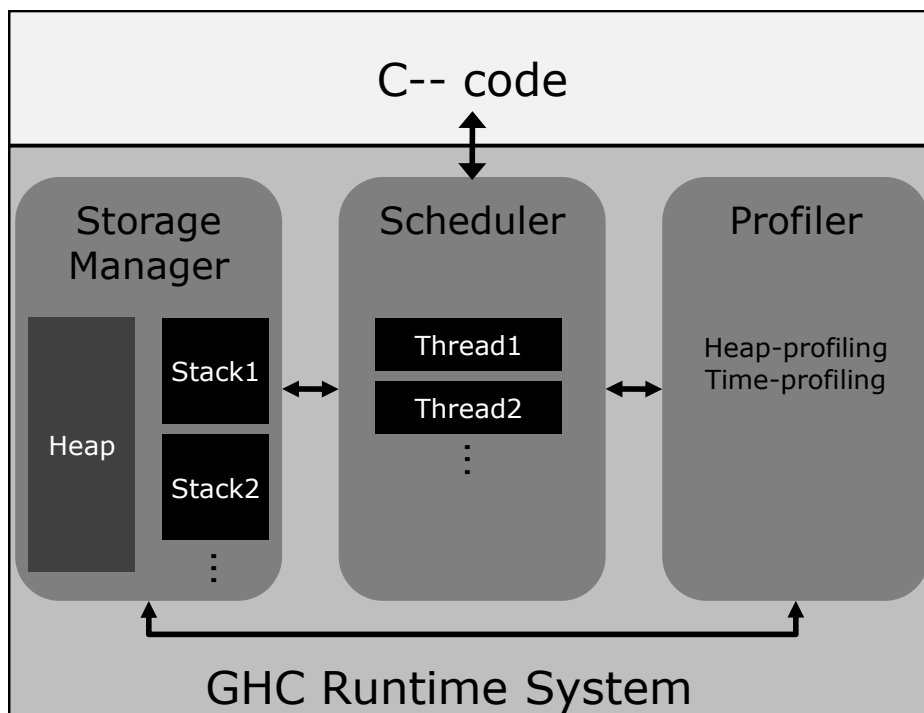 C-- code
Storage
Manager
Heap
Stack1
Stack2
⋮
Scheduler
Thread1
Thread2
⋮
Profiler
Heap-profiling
Time-profiling
GHC Runtime System